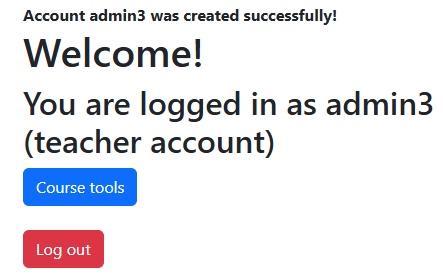 Account admin3 was created successfully!
Welcome!
You are logged in as admin3
(teacher account)
Course tools
Log out